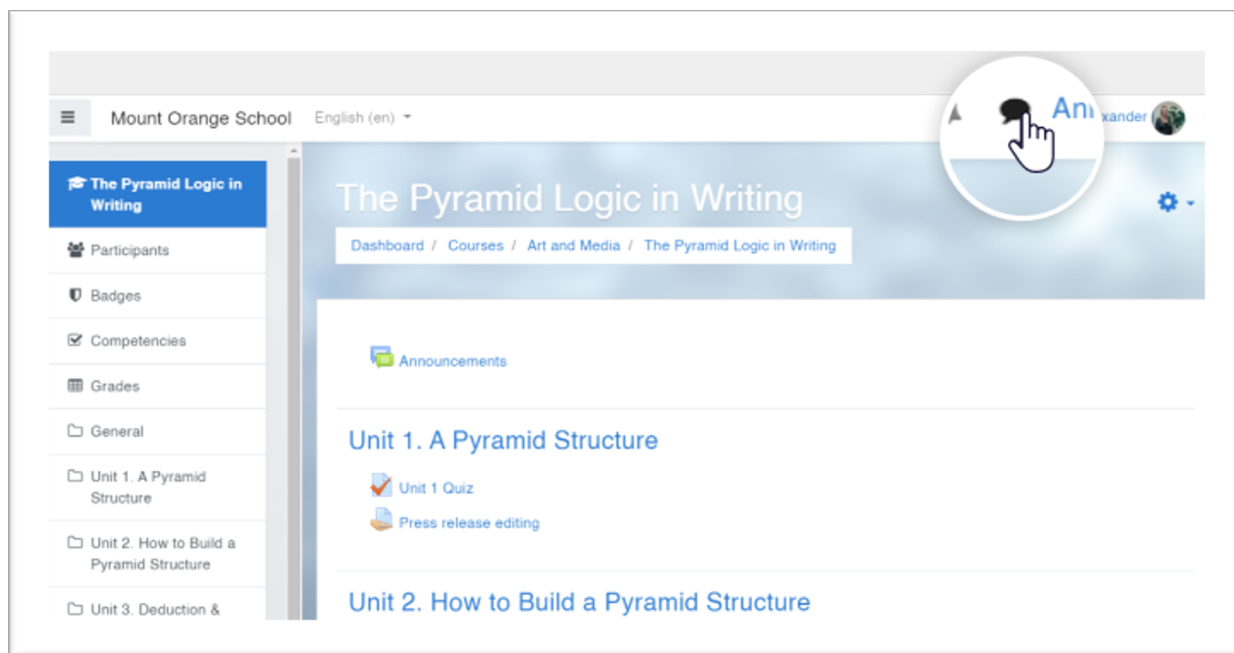 Mount Orange School
English (en)
An
xander
The Pyramid Logic in
Writing
Participants
Badges
Competencies
Grades
General
Unit 1. A Pyramid
Structure
Unit 2. How to Build a
Pyramid Structure
Unit 3. Deduction &
The Pyramid Logic in Writing
Dashboard / Courses / Art and Media / The Pyramid Logic in Writing
Announcements
Unit 1. A Pyramid Structure
Unit 1 Quiz
Press release editing
Unit 2. How to Build a Pyramid Structure